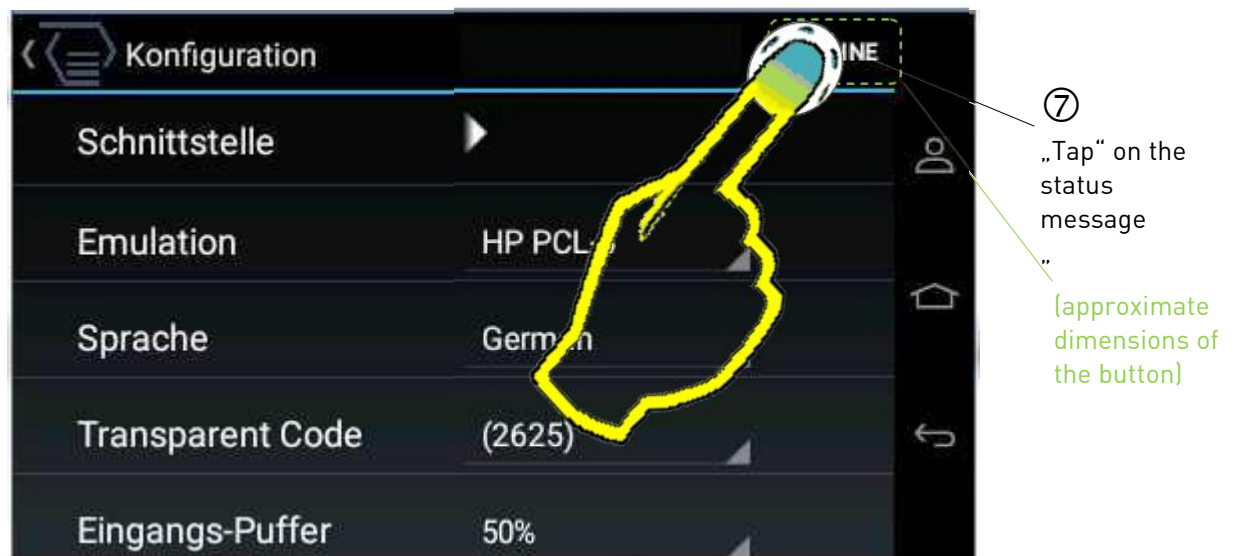 Konfiguration
INE
Schnittstelle
Emulation HP PCL-
Sprache German
Transparent Code (2625)
Eingangs-Puffer 50%
⑦
„Tap“ on the
status
message
„
(approximate
dimensions of
the button)